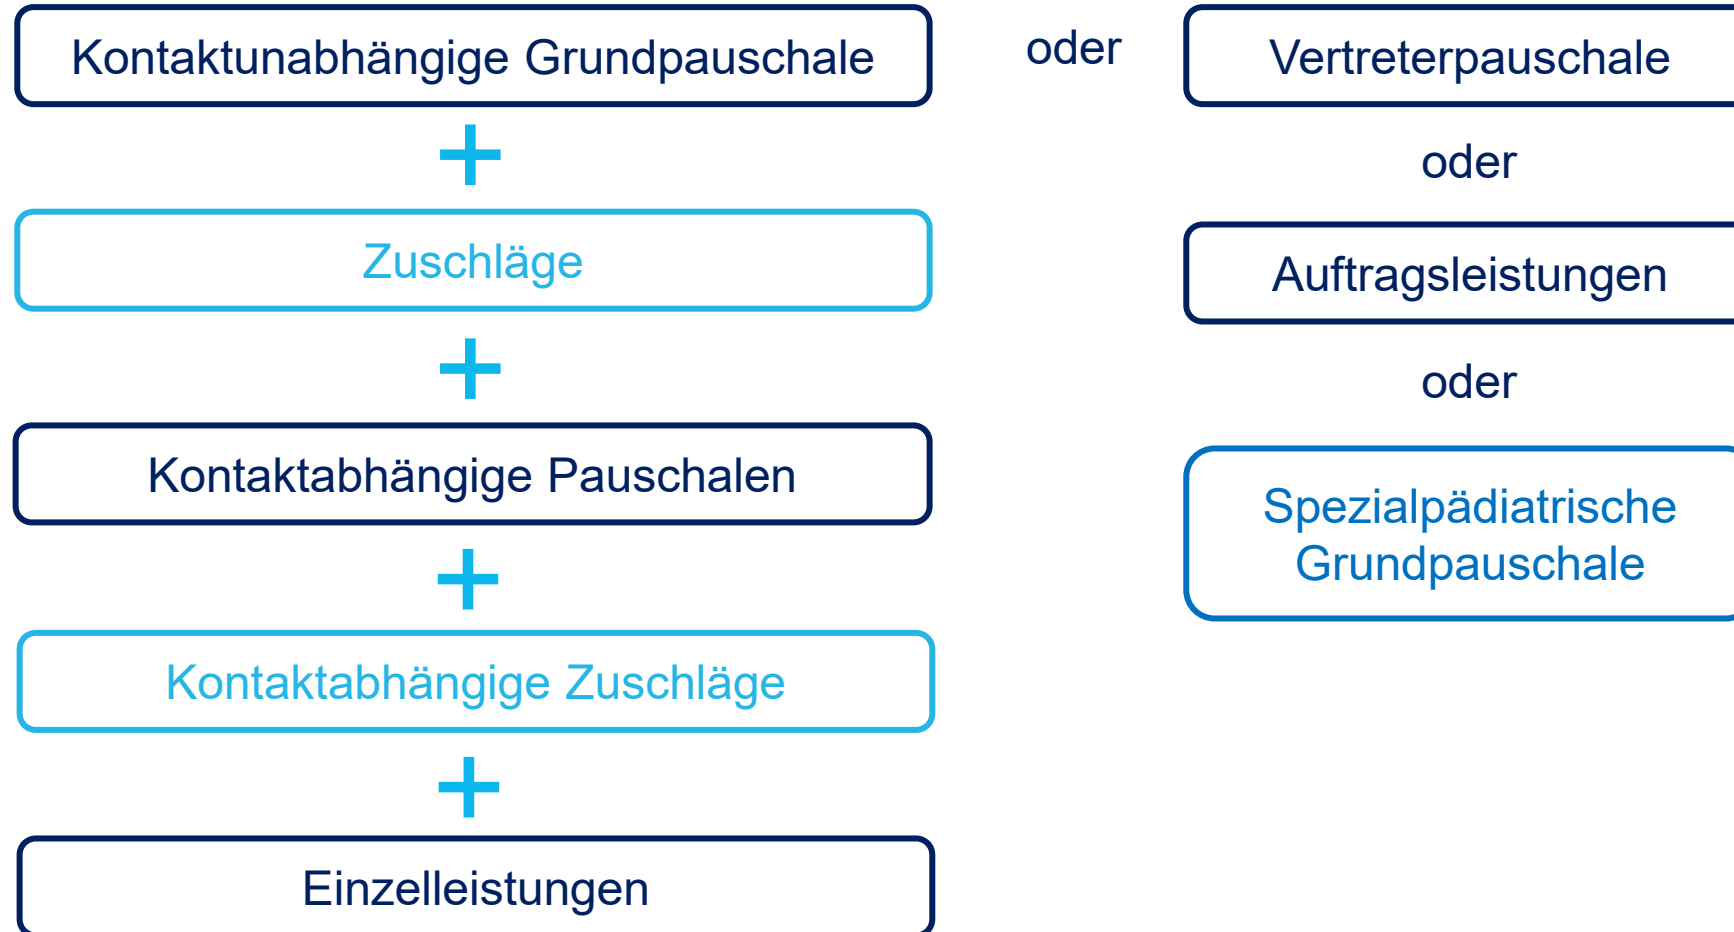 Kontaktunabhängige Grundpauschale
oder
Vertreterpauschale
+
oder
Zuschläge
Auftragsleistungen
+
oder
Kontaktabhängige Pauschalen
Spezialpädiatrische
Grundpauschale
+
Kontaktabhängige Zuschläge
+
Einzelleistungen